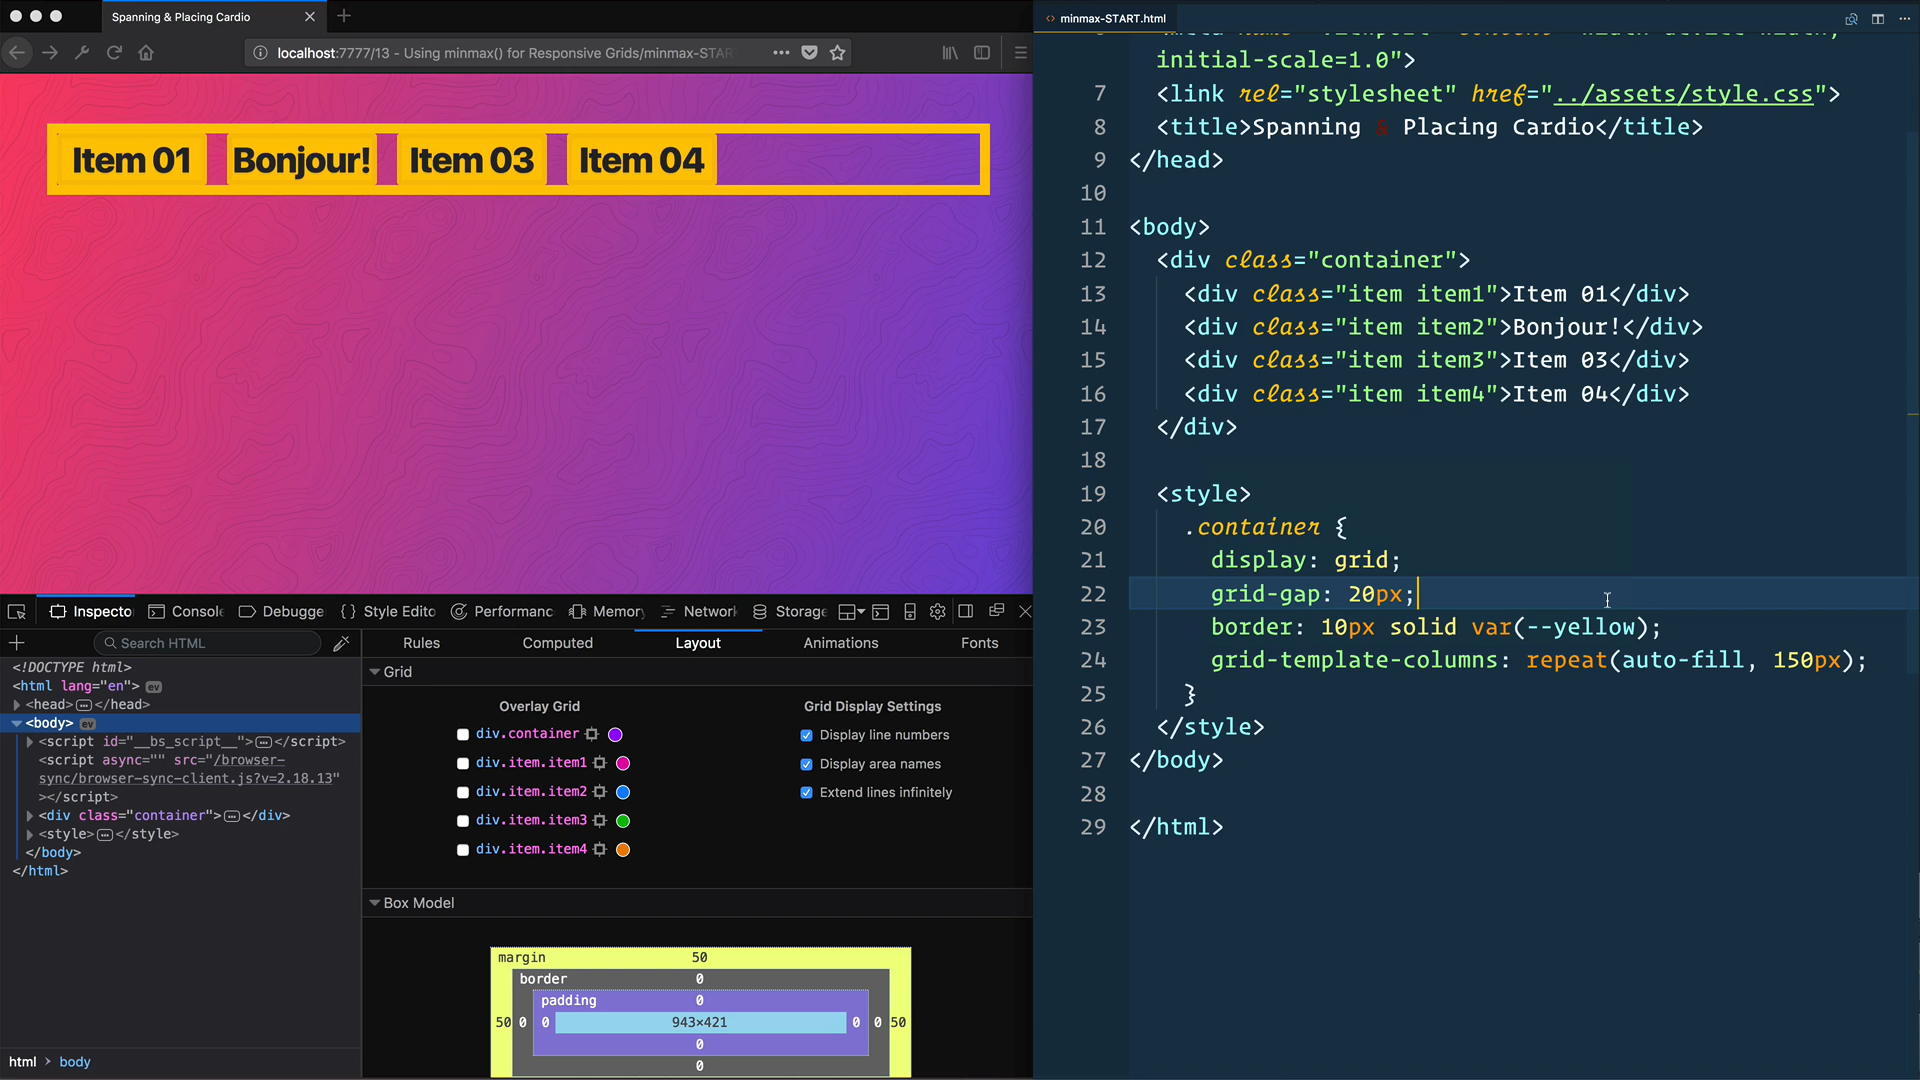 Spanning & Placing Cardio
localhost:7777/13 - Using minmax() for Responsive Grids/minmax-STAR
Item 01
Bonjour!
Item 03
Item 04
Inspecto
Console
Debugge
Style Edito
Performanc
Memory
Network
Storage
Search HTML
<!DOCTYPE html>
<html lang="en"> ev
<head></head>
<body> ev
<script id="__bs_script__"></script>
<script async="" src="/browser-
sync/browser-sync-client.js?v=2.18.13"
></script>
<div class="container"></div>
<style></style>
</body>
</html>
html > body
Rules
Computed
Layout
Animations
Fonts
Grid
Overlay Grid
div.container
div.item.item1
div.item.item2
div.item.item3
div.item.item4
Grid Display Settings
Display line numbers
Display area names
Extend lines infinitely
Box Model
margin 50
border 0
padding 0
50 0 0 943×421 0 0 50
0
0
minmax-START.html
initial-scale=1.0">
7 <link rel="stylesheet" href="../assets/style.css">
8 <title>Spanning & Placing Cardio</title>
9 </head>
10
11 <body>
12 <div class="container">
13 <div class="item item1">Item 01</div>
14 <div class="item item2">Bonjour!</div>
15 <div class="item item3">Item 03</div>
16 <div class="item item4">Item 04</div>
17 </div>
18
19 <style>
20 .container {
21 display: grid;
22 grid-gap: 20px;
23 border: 10px solid var(--yellow);
24 grid-template-columns: repeat(auto-fill, 150px);
25 }
26 </style>
27 </body>
28
29 </html>